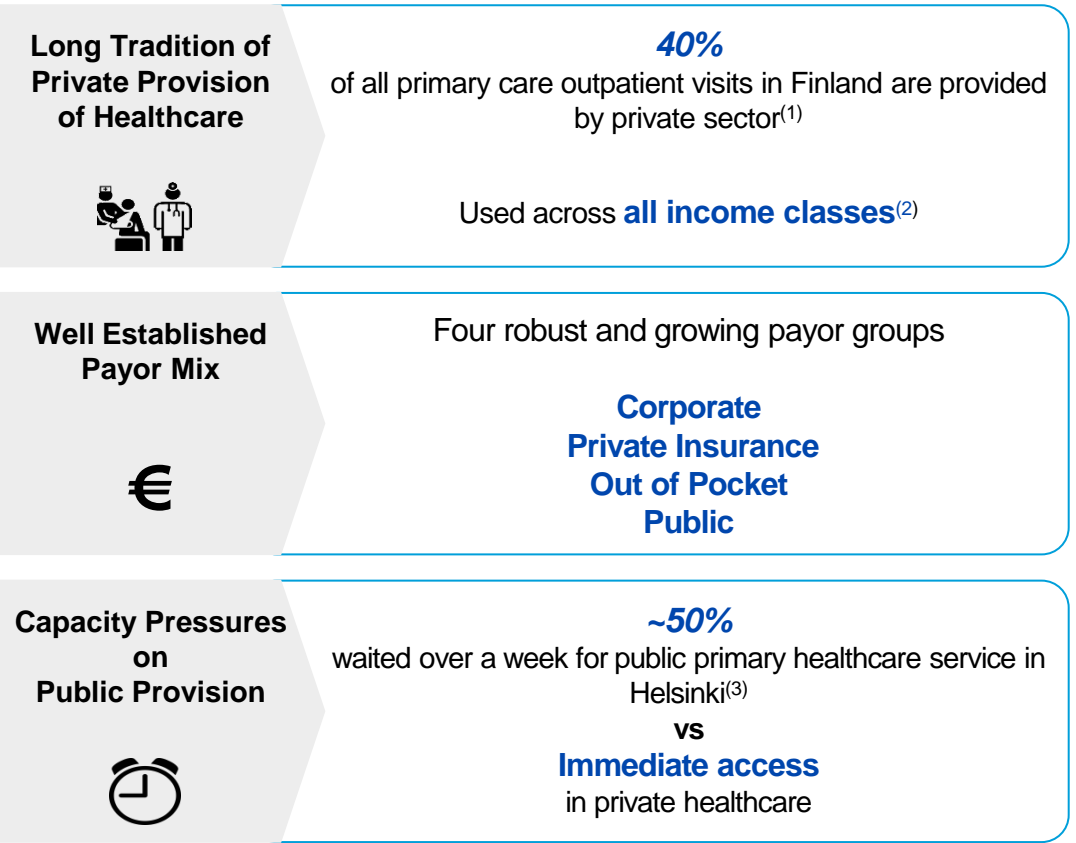 Long Tradition of
Private Provision
of Healthcare
40%
of all primary care outpatient visits in Finland are provided
by private sector(1)
Used across all income classes(2)
Well Established
Payor Mix
€
Four robust and growing payor groups
Corporate
Private Insurance
Out of Pocket
Public
Capacity Pressures
on
Public Provision
~50%
waited over a week for public primary healthcare service in
Helsinki(3)
vs
Immediate access
in private healthcare